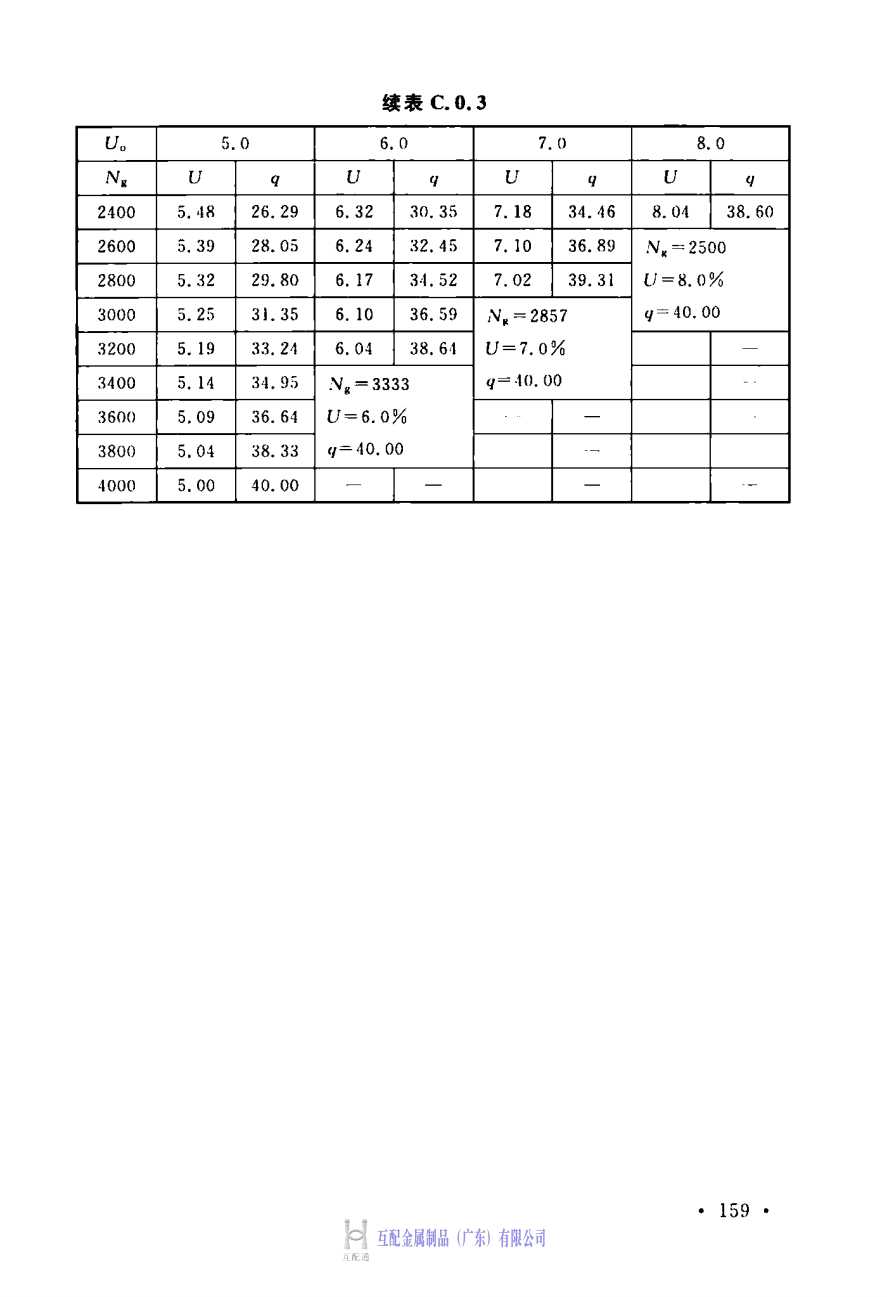 续表 C.0.3
U₀ 5.0 6.0 7.0 8.0
Ng U q U q U q U q
2400 5.48 26.29 6.32 30.35 7.18 34.46 8.04 38.60
2600 5.39 28.05 6.24 32.45 7.10 36.89 Ng=2500
2800 5.32 29.80 6.17 34.52 7.02 39.31 U=8.0%
3000 5.25 31.35 6.10 36.59 Ng=2857 q=40.00
3200 5.19 33.24 6.04 38.64 U=7.0% —
3400 5.14 34.95 Ng=3333 q=40.00 —
3600 5.09 36.64 U=6.0% — —
3800 5.04 38.33 q=40.00 —
4000 5.00 40.00 — — — —
· 159 ·
互配金属制品（广东）有限公司
互配通